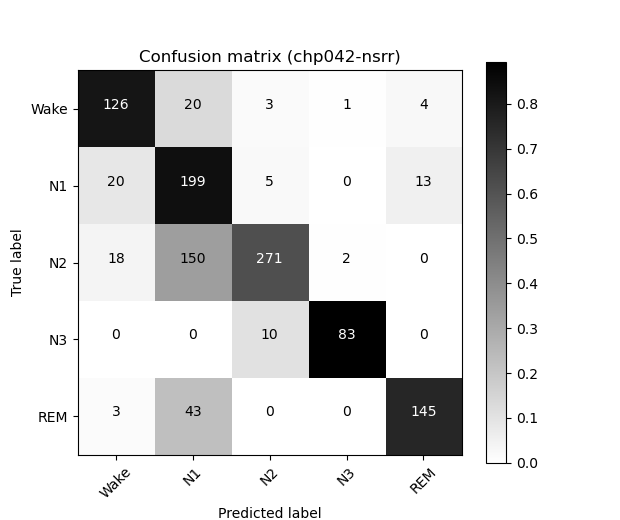 Confusion matrix (chp042-nsrr)
Wake 126 20 3 1 4
N1 20 199 5 0 13
N2 18 150 271 2 0
N3 0 0 10 83 0
REM 3 43 0 0 145
Wake N1 N2 N3 REM
Predicted label
True label
0.8
0.7
0.6
0.5
0.4
0.3
0.2
0.1
0.0